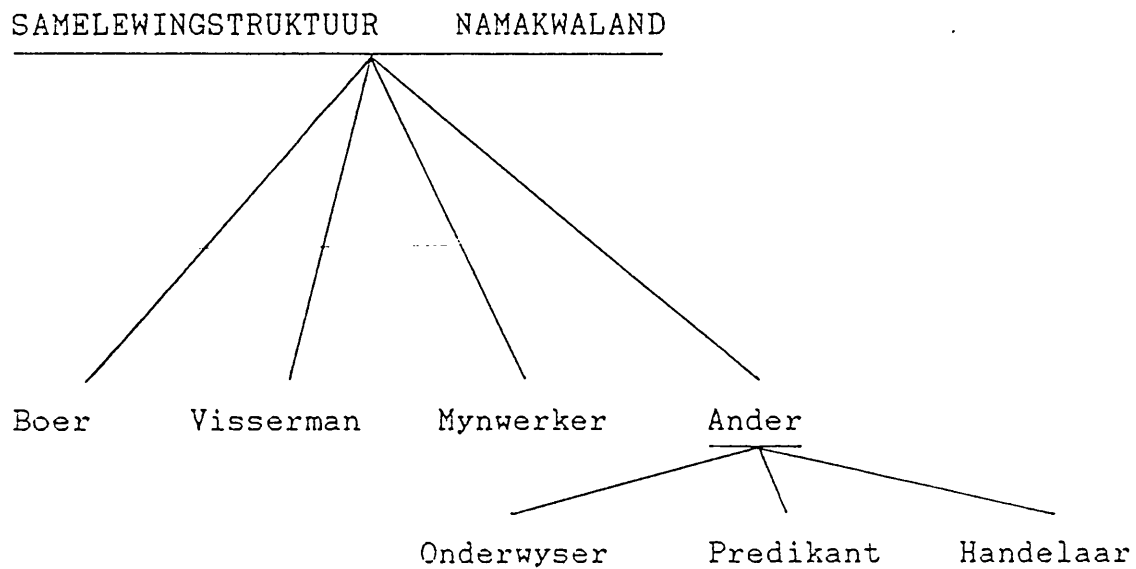 SAMELEWINGSTRUKTUUR NAMAKWALAND
Boer Visserman Mynwerker Ander
Onderwyser Predikant Handelaar